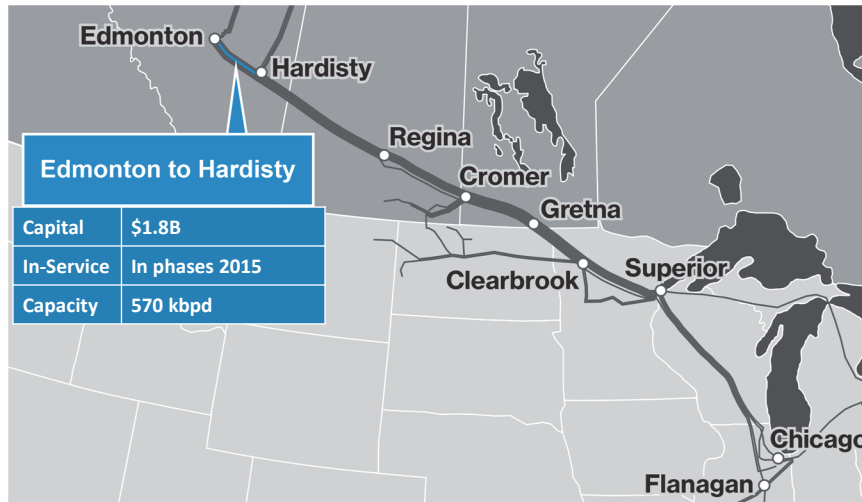 Edmonton
Hardisty
Edmonton to Hardisty
Capital $1.8B
In-Service In phases 2015
Capacity 570 kbpd
Regina
Cromer
Gretna
Clearbrook
Superior
Chicago
Flanagan